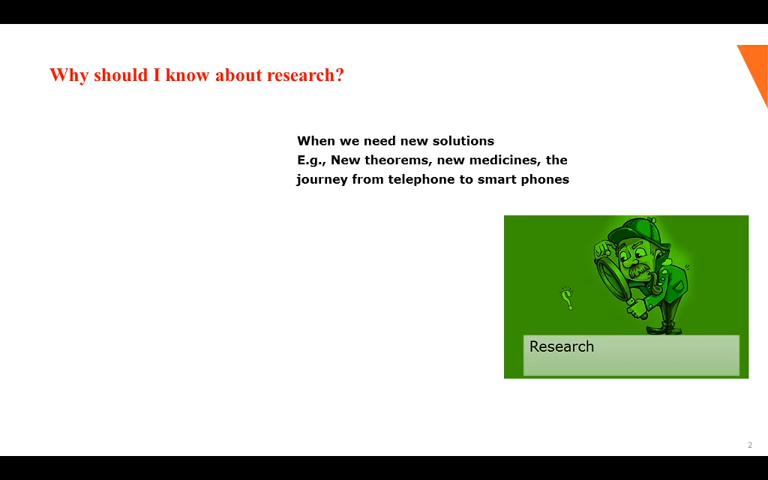 Why should I know about research?
When we need new solutions
E.g., New theorems, new medicines, the
journey from telephone to smart phones
Research
2